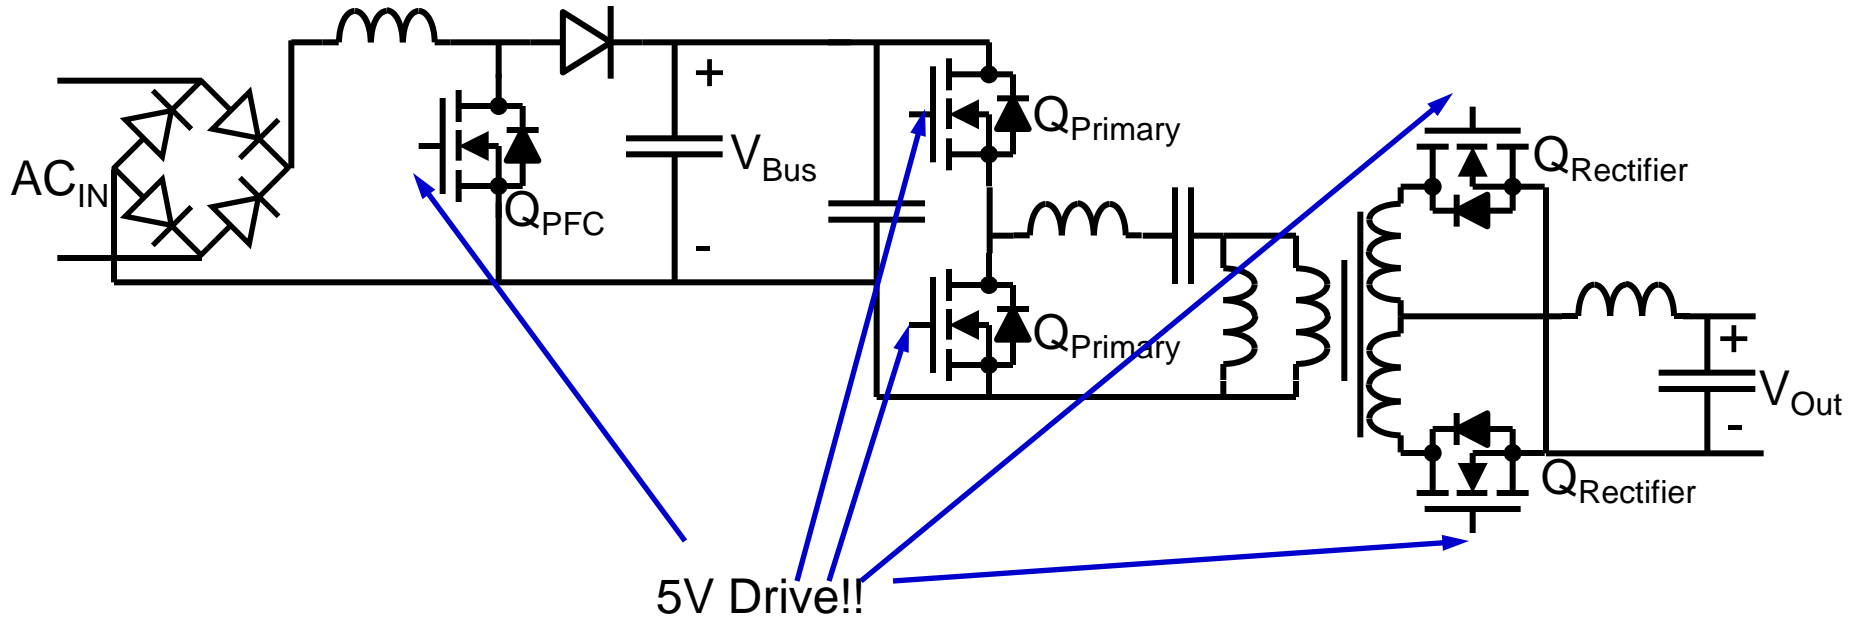 AC_IN
Q_PFC
+
V_Bus
-
Q_Primary
Q_Primary
Q_Rectifier
Q_Rectifier
+
V_Out
-
5V Drive!!